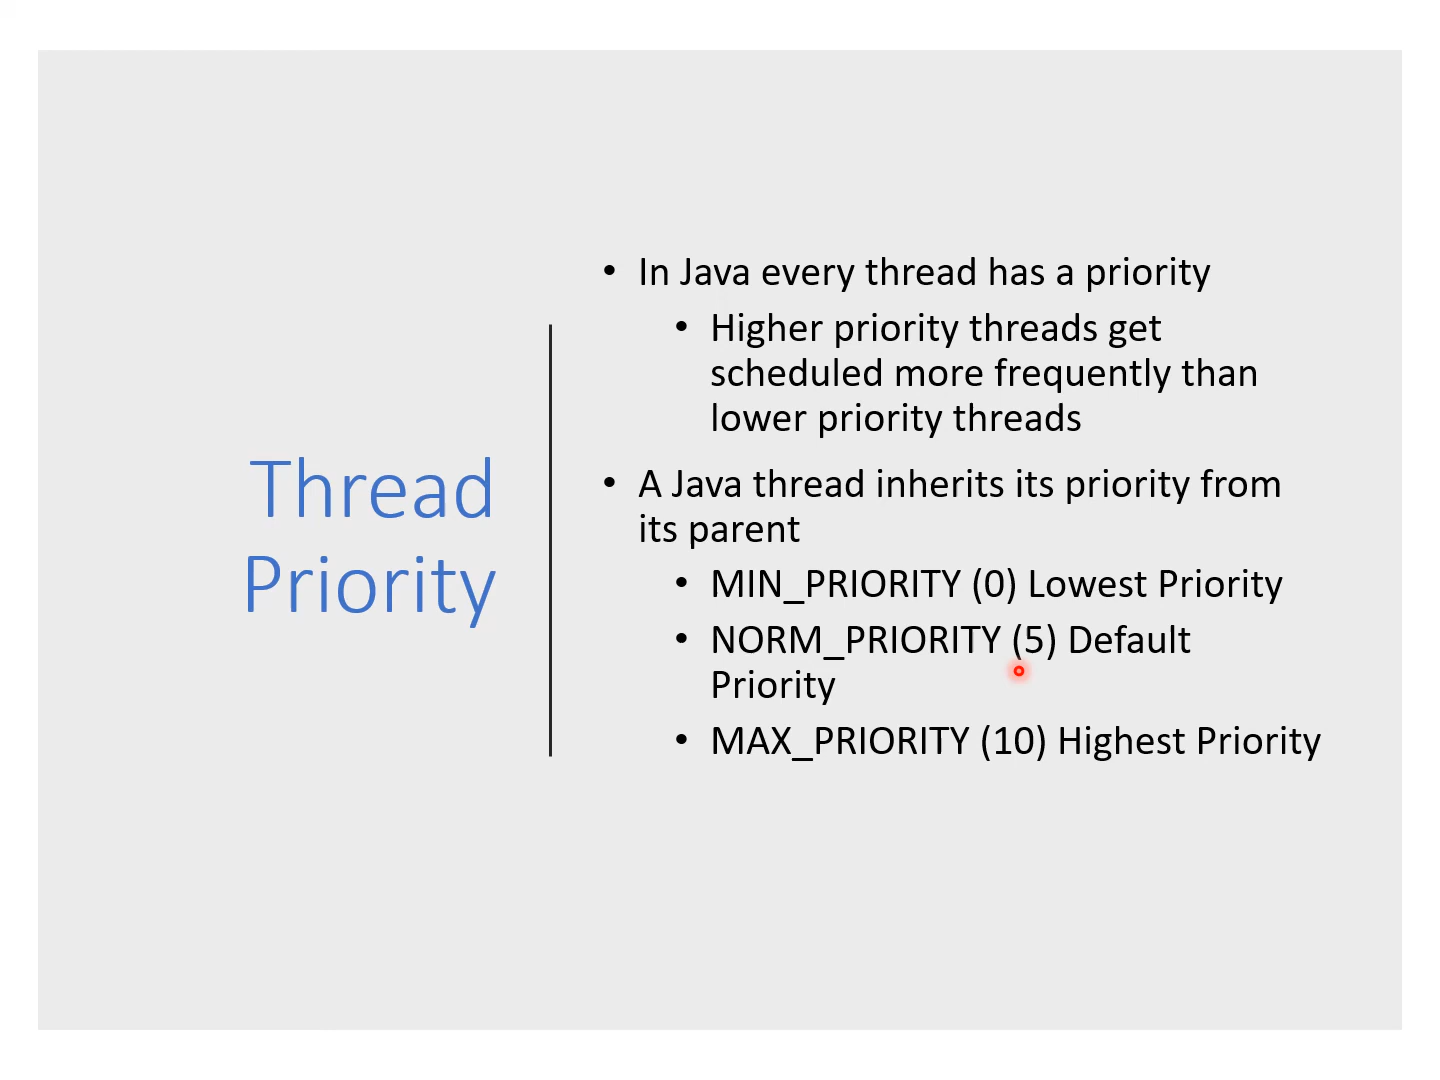 Thread
Priority
• In Java every thread has a priority
• Higher priority threads get
scheduled more frequently than
lower priority threads
• A Java thread inherits its priority from
its parent
• MIN_PRIORITY (0) Lowest Priority
• NORM_PRIORITY (5) Default
Priority
• MAX_PRIORITY (10) Highest Priority